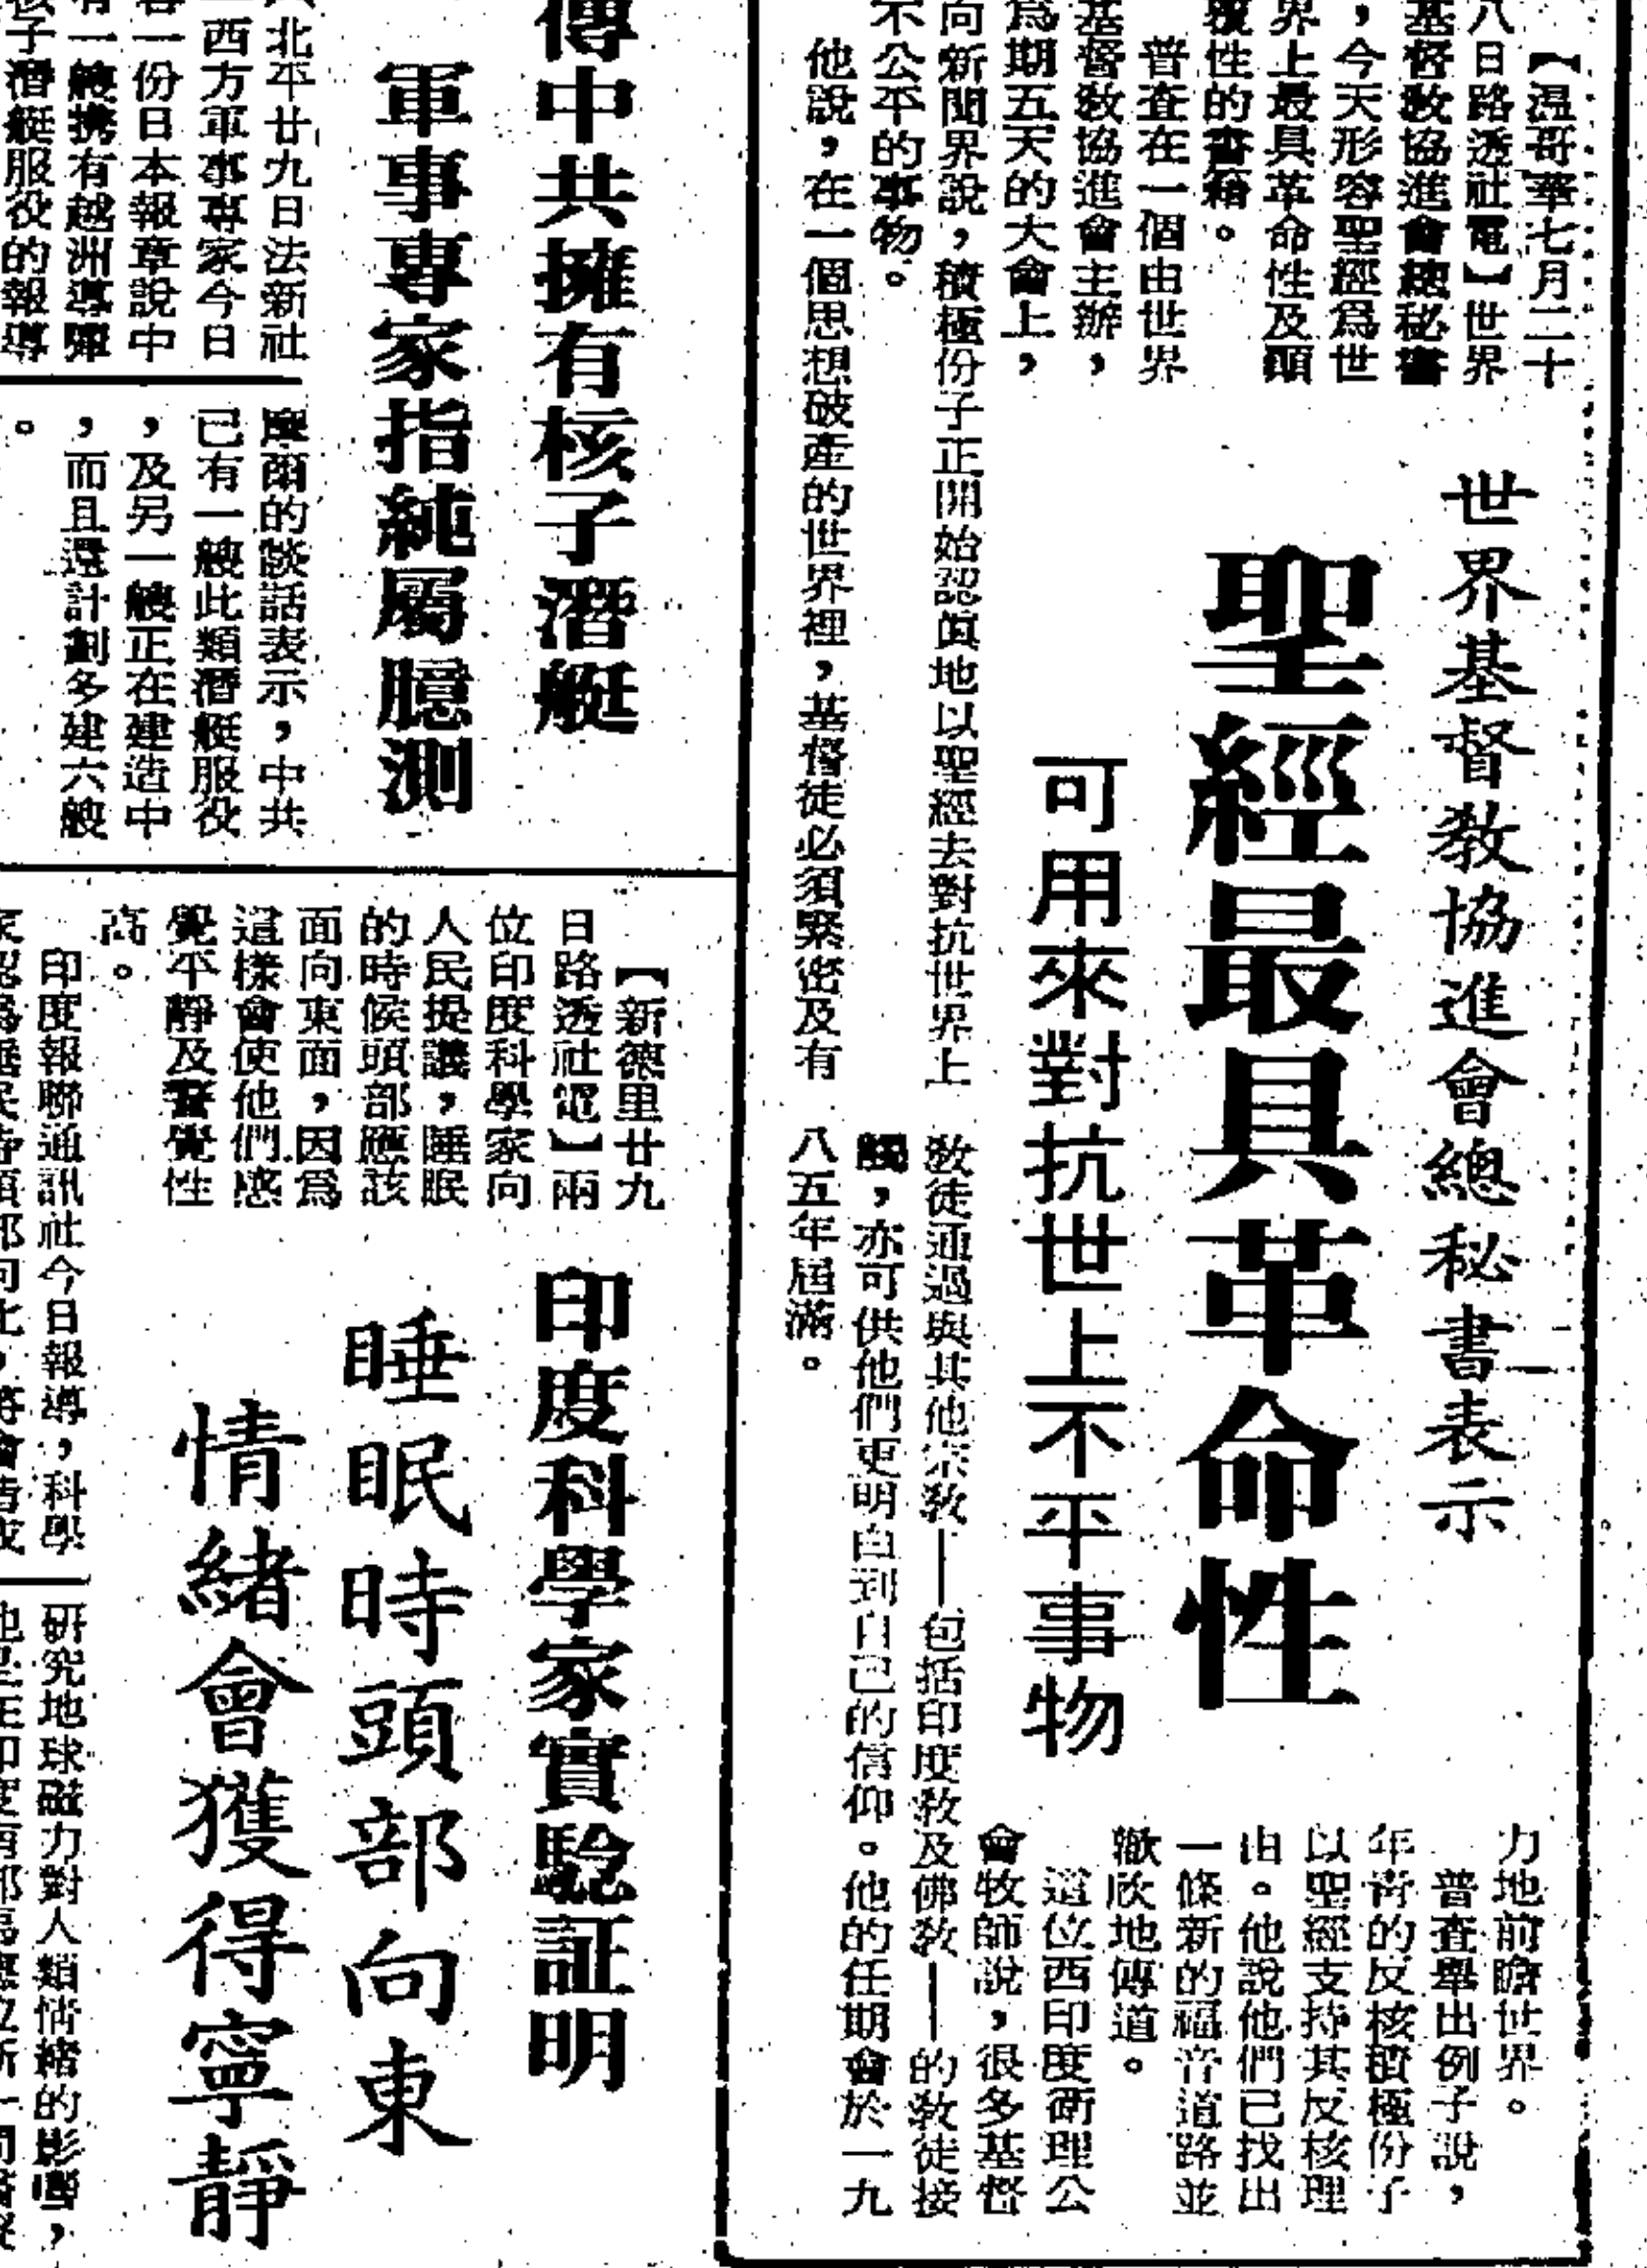 世界基督教協進會總秘書表示
聖經最具革命性
可用來對抗世上不平事物
【溫哥華七月二十
八日路透社電】世界
基督教協進會總秘書
,今天形容聖經為世
界上最具革命性及顛
覆性的書籍。
普查在一個由世界
基督教協進會主辦,
為期五天的大會上,
向新聞界說,積極份子正開始認眞地以聖經去對抗世界上
不公平的事物。
他說,在一個思想破產的世界裡,基督徒必須緊密及有
力地前瞻世界。
普查舉出例子說,
年青的反核積極份子
以聖經支持其反核理
由。他說他們已找出
一條新的福音道路並
歡欣地傳道。
這位西印度衛理公
會牧師說,很多基督
教徒通過與其他宗教——包括印度教及佛教——的教徒接
觸,亦可供他們更明白到自己的信仰。他的任期會於一九
八五年屆滿。
傳中共擁有核子潛艇
軍事專家指純屬臆測
北平廿九日法新社
西方軍事專家今日
一份日本報章說中
有一艘携有越洲導彈
核子潛艇服役的報導
摩爾的談話表示,中共
已有一艘此類潛艇服役
,及另一艘正在建造中
,而且還計劃多建六艘
。
印度科學家實驗証明
睡眠時頭部向東
情緒會獲得寧靜
【新德里廿九
日路透社電】兩
位印度科學家向
人民提議,睡眠
的時候頭部應該
面向東面,因為
這樣會使他們感
覺平靜及警覺性
高。
印度報聯通訊社今日報導,科學
研究地球磁力對人類情緒的影響,